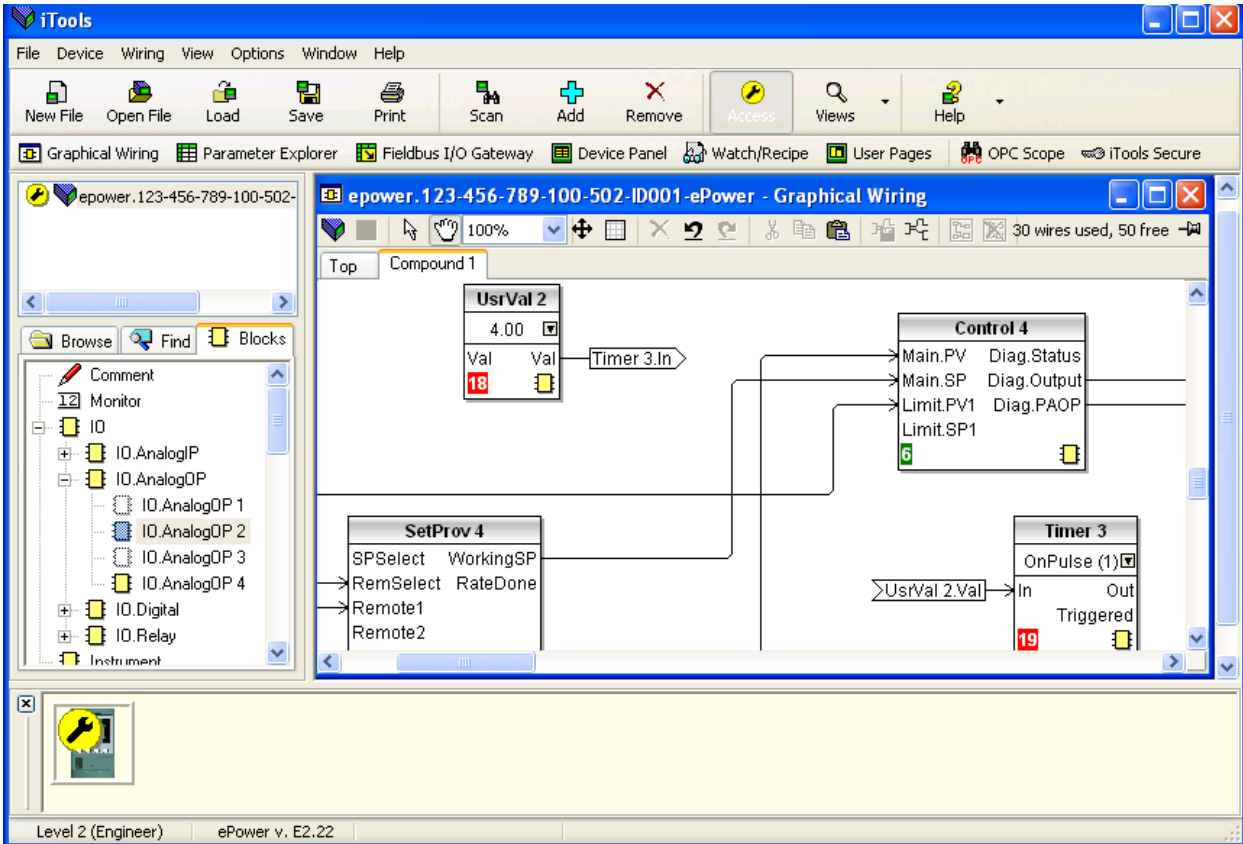 iTools
File Device Wiring View Options Window Help
New File Open File Load Save Print Scan Add Remove Access Views Help
Graphical Wiring Parameter Explorer Fieldbus I/O Gateway Device Panel Watch/Recipe User Pages OPC Scope iTools Secure
epower.123-456-789-100-502-
epower.123-456-789-100-502-ID001-ePower - Graphical Wiring
100% 30 wires used, 50 free
Top Compound 1
Browse Find Blocks
Comment
12 Monitor
IO
IO.AnalogIP
IO.AnalogOP
IO.AnalogOP 1
IO.AnalogOP 2
IO.AnalogOP 3
IO.AnalogOP 4
IO.Digital
IO.Relay
Instrument
UsrVal 2
4.00
Val Val
18
Timer 3.In
Control 4
Main.PV Diag.Status
Main.SP Diag.Output
Limit.PV1 Diag.PAOP
Limit.SP1
6
SetProv 4
SPSelect WorkingSP
RemSelect RateDone
Remote1
Remote2
UsrVal 2.Val
Timer 3
OnPulse (1)
In Out
Triggered
19
Level 2 (Engineer) ePower v. E2.22